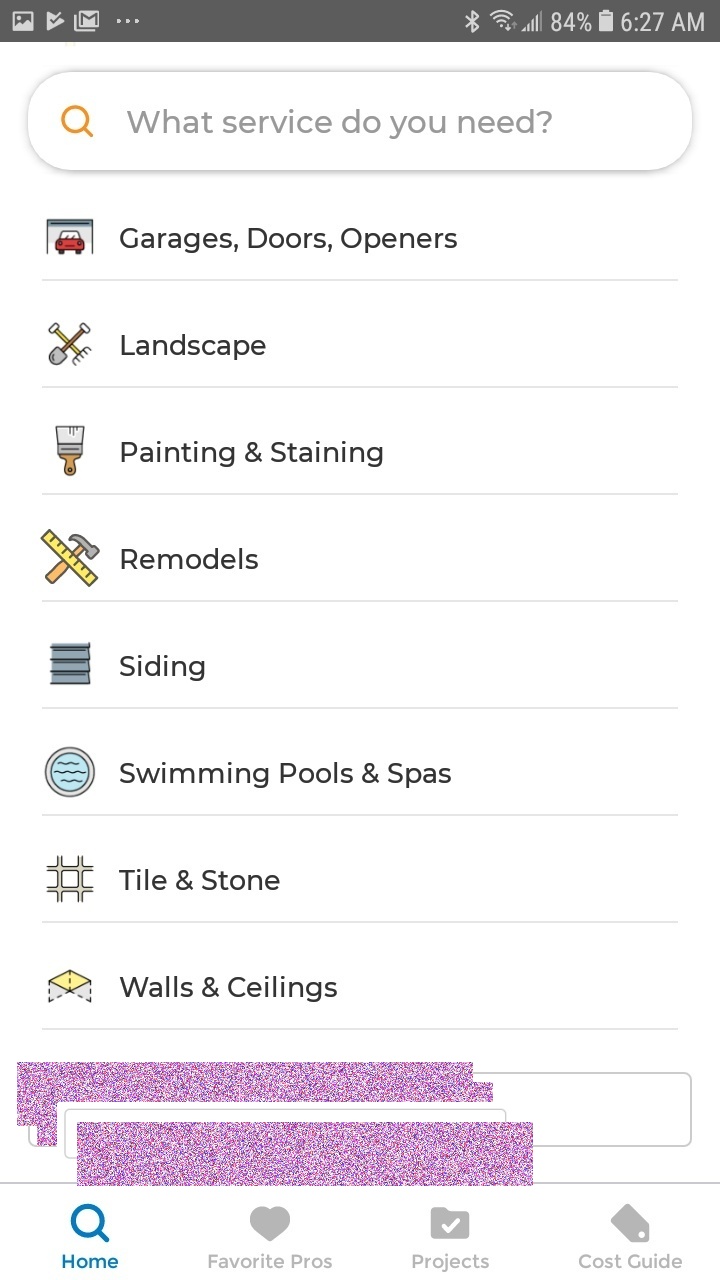 84% 6:27 AM
What service do you need?
Garages, Doors, Openers
Landscape
Painting & Staining
Remodels
Siding
Swimming Pools & Spas
Tile & Stone
Walls & Ceilings
Home Favorite Pros Projects Cost Guide